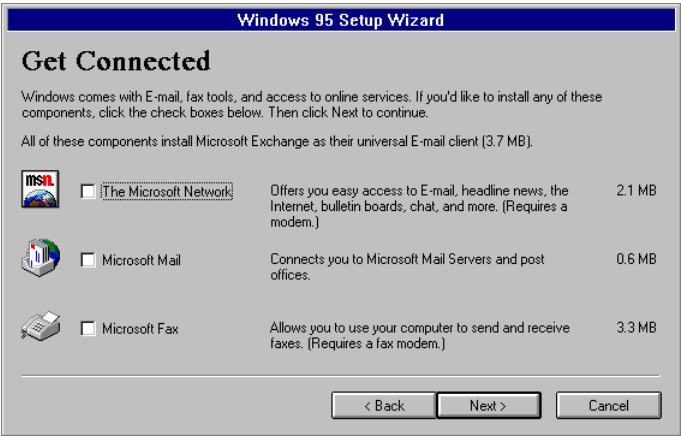 Windows 95 Setup Wizard
Get Connected
Windows comes with E-mail, fax tools, and access to online services. If you'd like to install any of these
components, click the check boxes below. Then click Next to continue.
All of these components install Microsoft Exchange as their universal E-mail client (3.7 MB).
msn.
The Microsoft Network
Offers you easy access to E-mail, headline news, the
Internet, bulletin boards, chat, and more. (Requires a
modem.)
2.1 MB
Microsoft Mail
Connects you to Microsoft Mail Servers and post
offices.
0.6 MB
Microsoft Fax
Allows you to use your computer to send and receive
faxes. (Requires a fax modem.)
3.3 MB
< Back
Next >
Cancel